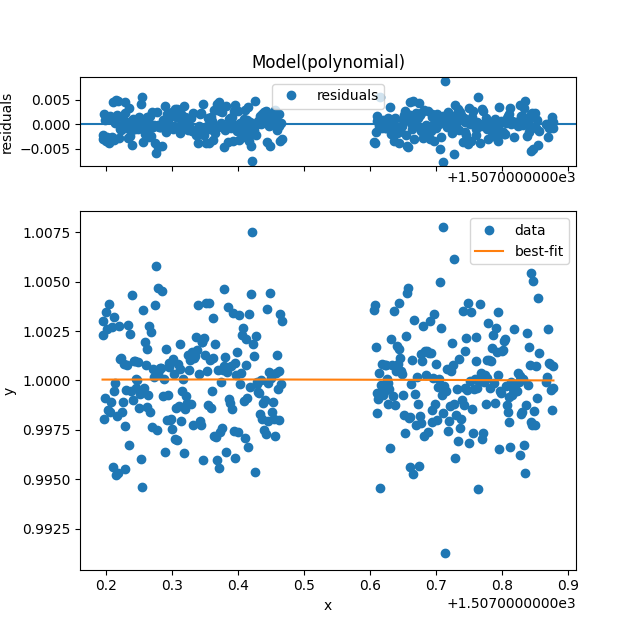 Model(polynomial)
residuals
0.005
0.000
−0.005
residuals
+1.5070000000e3
y
1.0075
1.0050
1.0025
1.0000
0.9975
0.9950
0.9925
data
best-fit
0.2 0.3 0.4 0.5 0.6 0.7 0.8 0.9
x
+1.5070000000e3